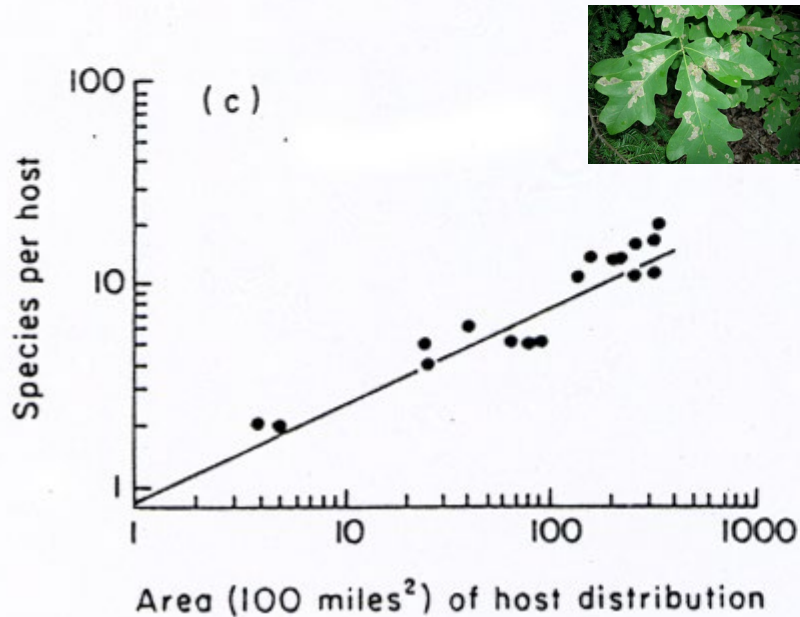 100
(c)
Species per host
10
1
1 10 100 1000
Area (100 miles²) of host distribution